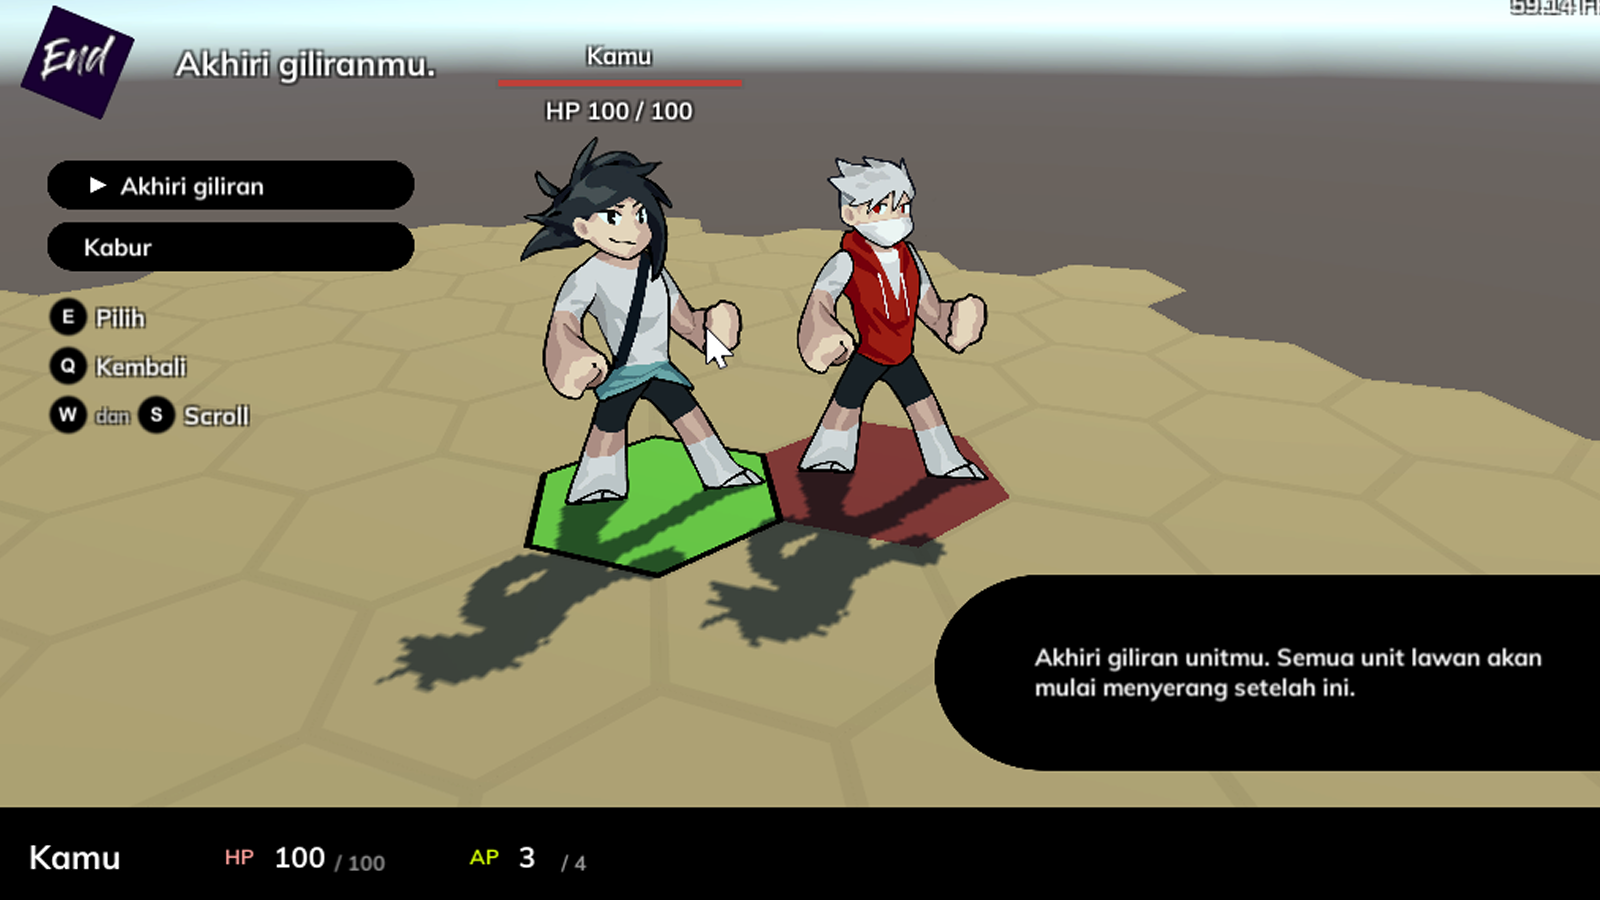 End
Akhiri giliranmu.
Kamu
HP 100 / 100
Akhiri giliran
Kabur
E Pilih
Q Kembali
W dan S Scroll
Akhiri giliran unitmu. Semua unit lawan akan
mulai menyerang setelah ini.
Kamu HP 100 / 100 AP 3 / 4